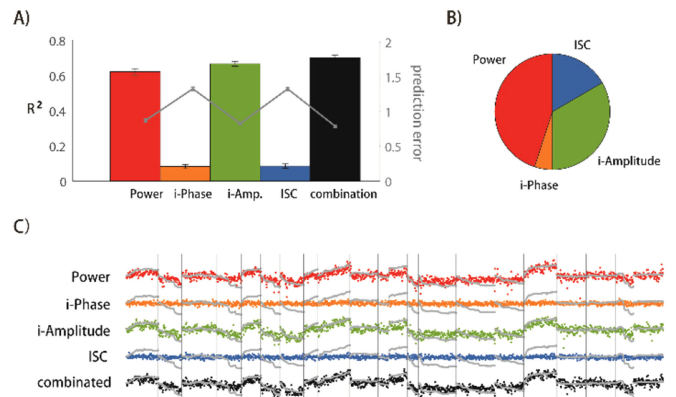 A)
0.8
0.6
0.4
0.2
0
R²
2
1.5
1
0.5
0
prediction error
Power i-Phase i-Amp. ISC combination
B)
Power
ISC
i-Amplitude
i-Phase
C)
Power
i-Phase
i-Amplitude
ISC
combined